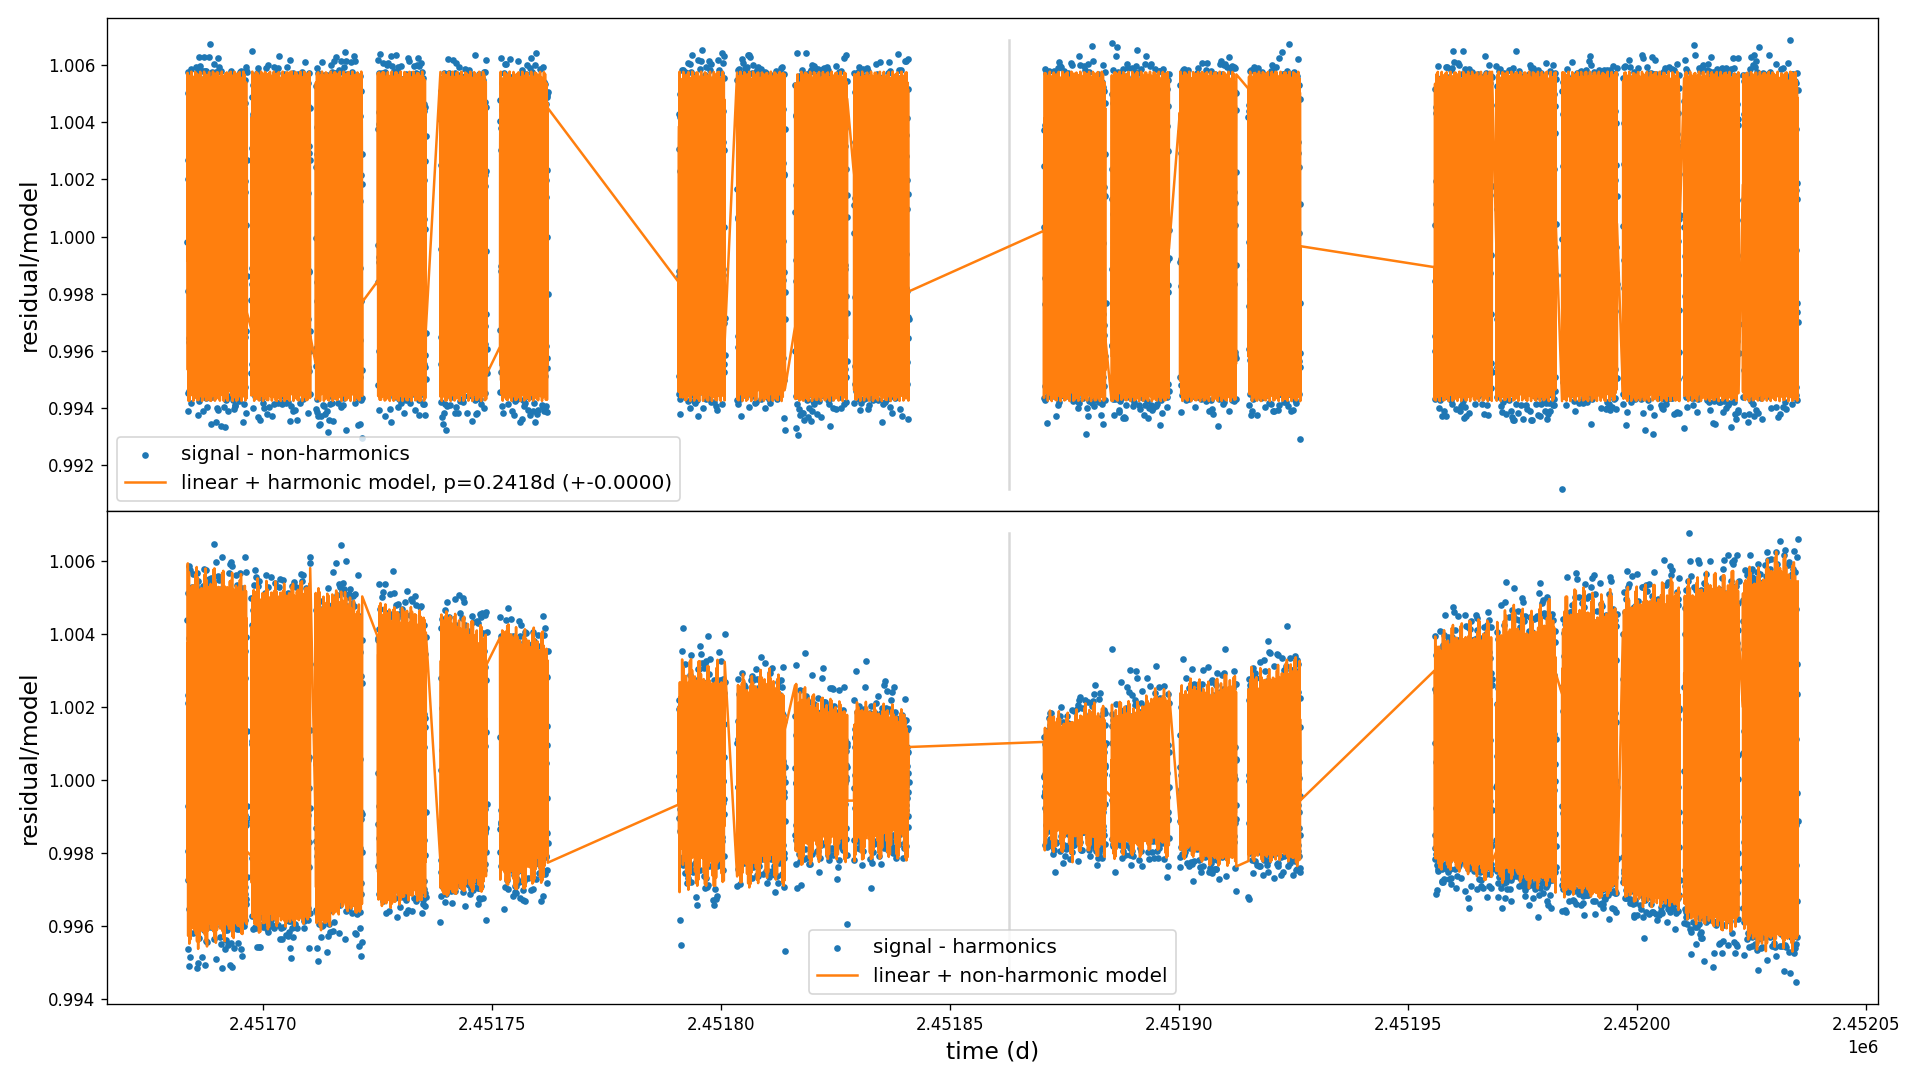 1.006
1.004
1.002
1.000
0.998
0.996
0.994
0.992
residual/model
signal - non-harmonics
linear + harmonic model, p=0.2418d (+-0.0000)
1.006
1.004
1.002
1.000
0.998
0.996
0.994
residual/model
signal - harmonics
linear + non-harmonic model
2.45170 2.45175 2.45180 2.45185 2.45190 2.45195 2.45200 2.45205
time (d)
1e6